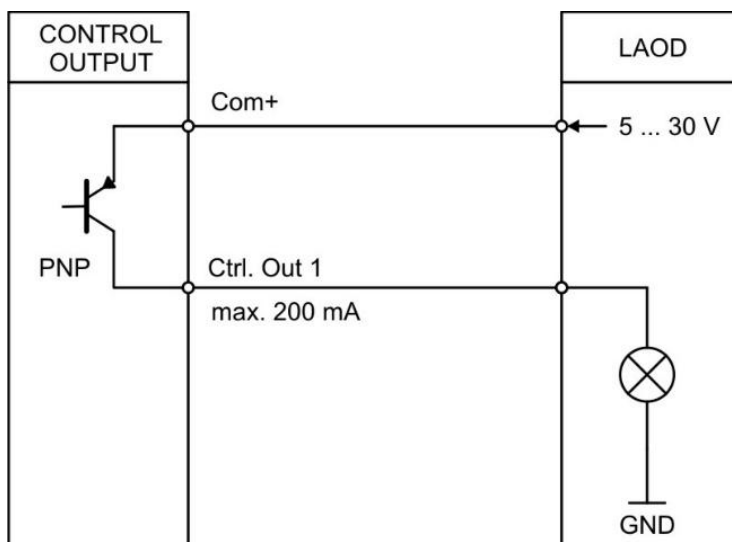 CONTROL
OUTPUT
LAOD
Com+
5 ... 30 V
PNP
Ctrl. Out 1
max. 200 mA
GND